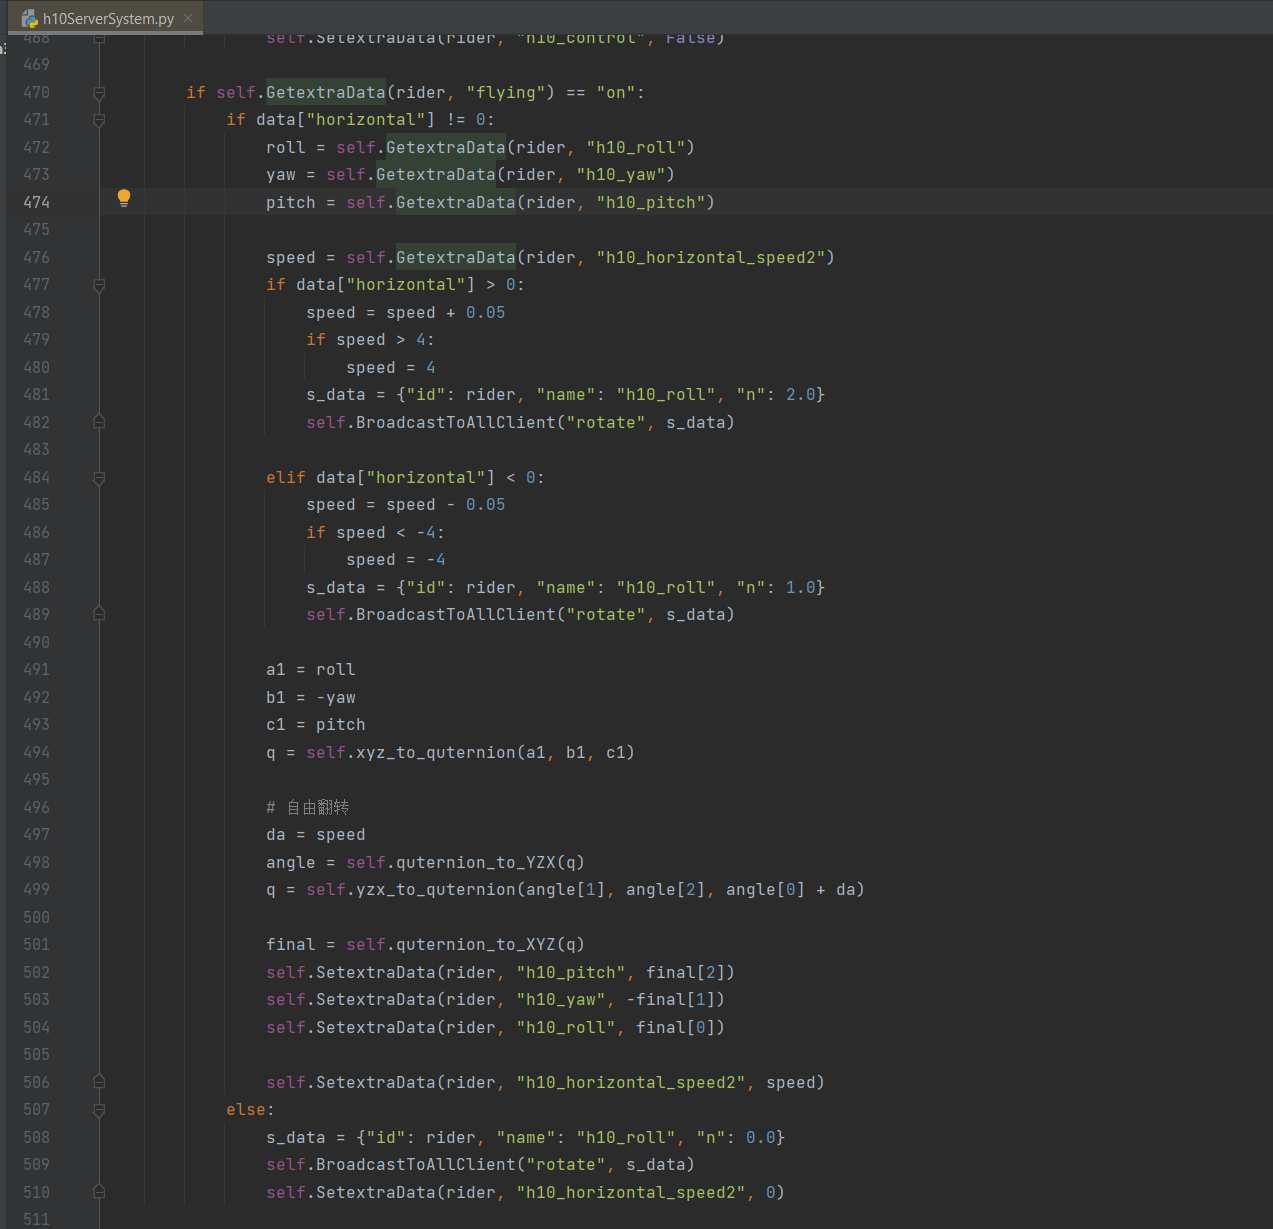 h10ServerSystem.py
468 self.SetextraData(rider, "h10_control", False)
469
470 if self.GetextraData(rider, "flying") == "on":
471 if data["horizontal"] != 0:
472 roll = self.GetextraData(rider, "h10_roll")
473 yaw = self.GetextraData(rider, "h10_yaw")
474 pitch = self.GetextraData(rider, "h10_pitch")
475
476 speed = self.GetextraData(rider, "h10_horizontal_speed2")
477 if data["horizontal"] > 0:
478 speed = speed + 0.05
479 if speed > 4:
480 speed = 4
481 s_data = {"id": rider, "name": "h10_roll", "n": 2.0}
482 self.BroadcastToAllClient("rotate", s_data)
483
484 elif data["horizontal"] < 0:
485 speed = speed - 0.05
486 if speed < -4:
487 speed = -4
488 s_data = {"id": rider, "name": "h10_roll", "n": 1.0}
489 self.BroadcastToAllClient("rotate", s_data)
490
491 a1 = roll
492 b1 = -yaw
493 c1 = pitch
494 q = self.xyz_to_quternion(a1, b1, c1)
495
496 # 自由翻转
497 da = speed
498 angle = self.quternion_to_YZX(q)
499 q = self.yzx_to_quternion(angle[1], angle[2], angle[0] + da)
500
501 final = self.quternion_to_XYZ(q)
502 self.SetextraData(rider, "h10_pitch", final[2])
503 self.SetextraData(rider, "h10_yaw", -final[1])
504 self.SetextraData(rider, "h10_roll", final[0])
505
506 self.SetextraData(rider, "h10_horizontal_speed2", speed)
507 else:
508 s_data = {"id": rider, "name": "h10_roll", "n": 0.0}
509 self.BroadcastToAllClient("rotate", s_data)
510 self.SetextraData(rider, "h10_horizontal_speed2", 0)
511